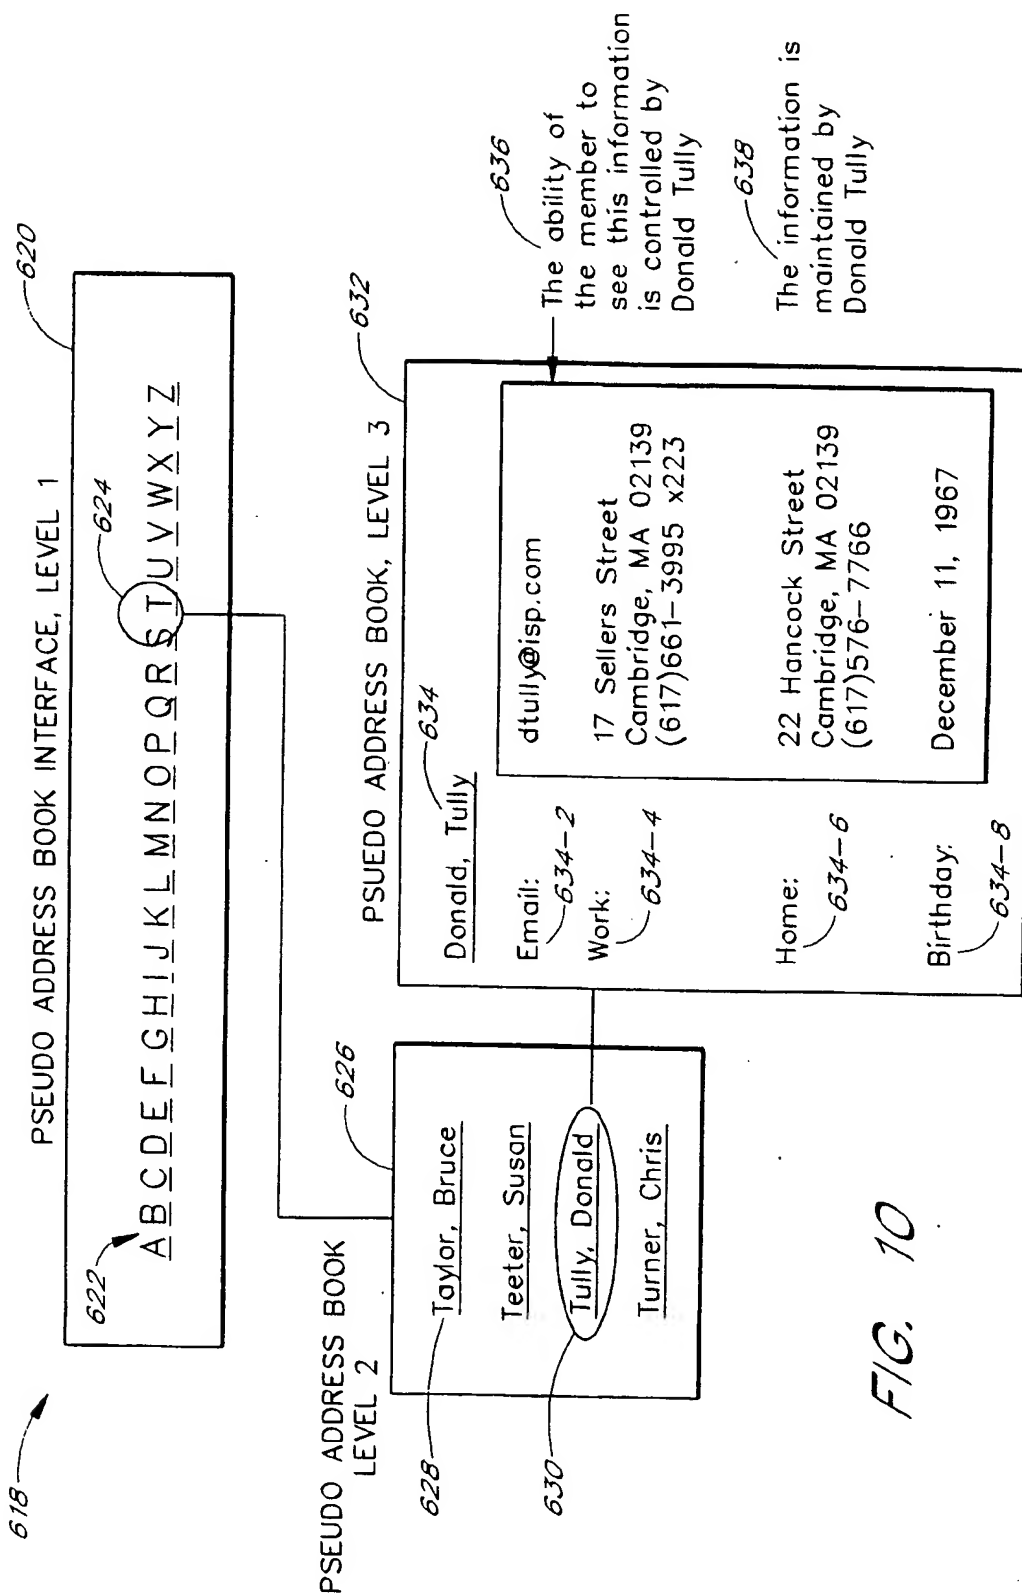 618
PSEUDO ADDRESS BOOK INTERFACE, LEVEL 1
620
622
624
A B C D E F G H I J K L M N O P Q R S T U V W X Y Z
PSEUDO ADDRESS BOOK
LEVEL 2
626
628
Taylor, Bruce
Teeter, Susan
Tully, Donald
630
Turner, Chris
PSUEDO ADDRESS BOOK, LEVEL 3
632
Donald, Tully
634
Email:
634-2
dtully@isp.com
Work:
634-4
17 Sellers Street
Cambridge, MA 02139
(617)661-3995 x223
Home:
634-6
22 Hancock Street
Cambridge, MA 02139
(617)576-7766
Birthday:
634-8
December 11, 1967
636
The ability of
the member to
see this information
is controlled by
Donald Tully
638
The information is
maintained by
Donald Tully
FIG. 10